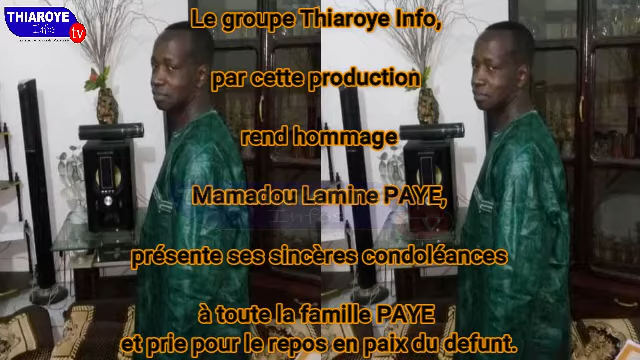 THIAROYE
Info
tv
Le groupe Thiaroye Info,
par cette production
rend hommage
Mamadou Lamine PAYE,
présente ses sincères condoléances
à toute la famille PAYE
et prie pour le repos en paix du defunt.